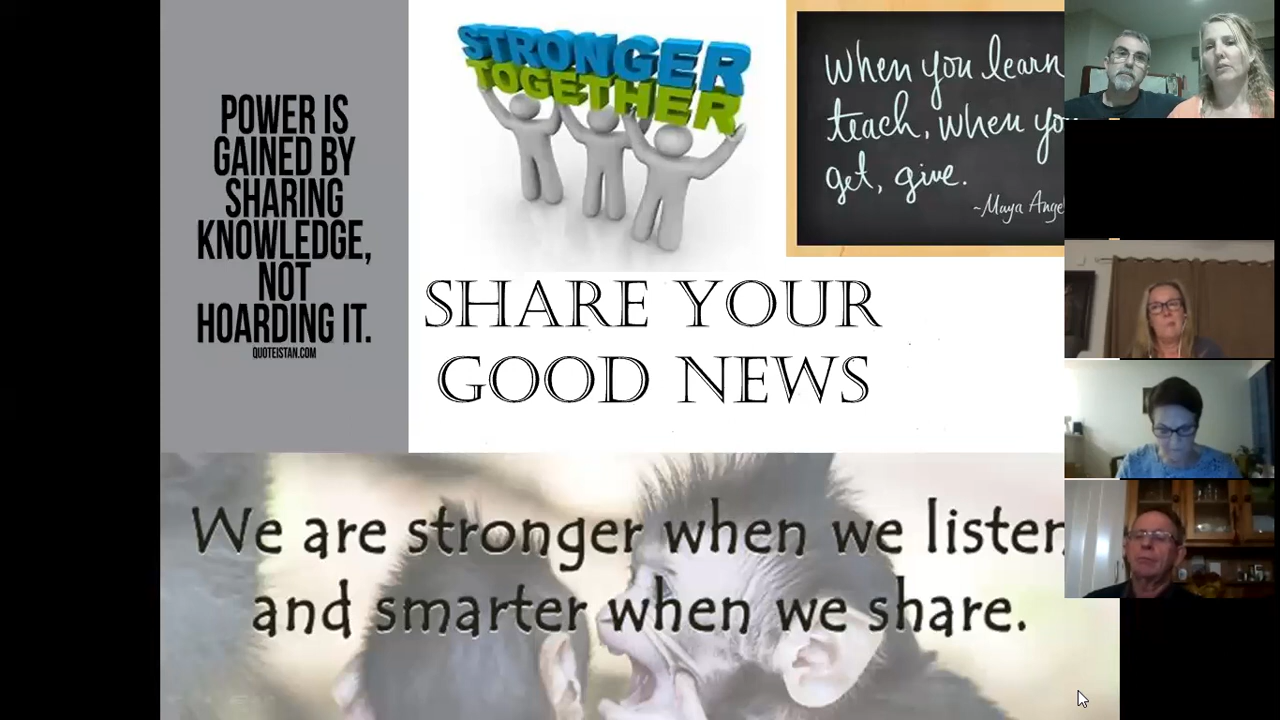 POWER IS
GAINED BY
SHARING
KNOWLEDGE,
NOT
HOARDING IT.
QUOTEISTAN.COM
STRONGER
TOGETHER
When you learn
teach, when yo
get, give.
~Maya Ange
SHARE YOUR
GOOD NEWS
We are stronger when we listen
and smarter when we share.